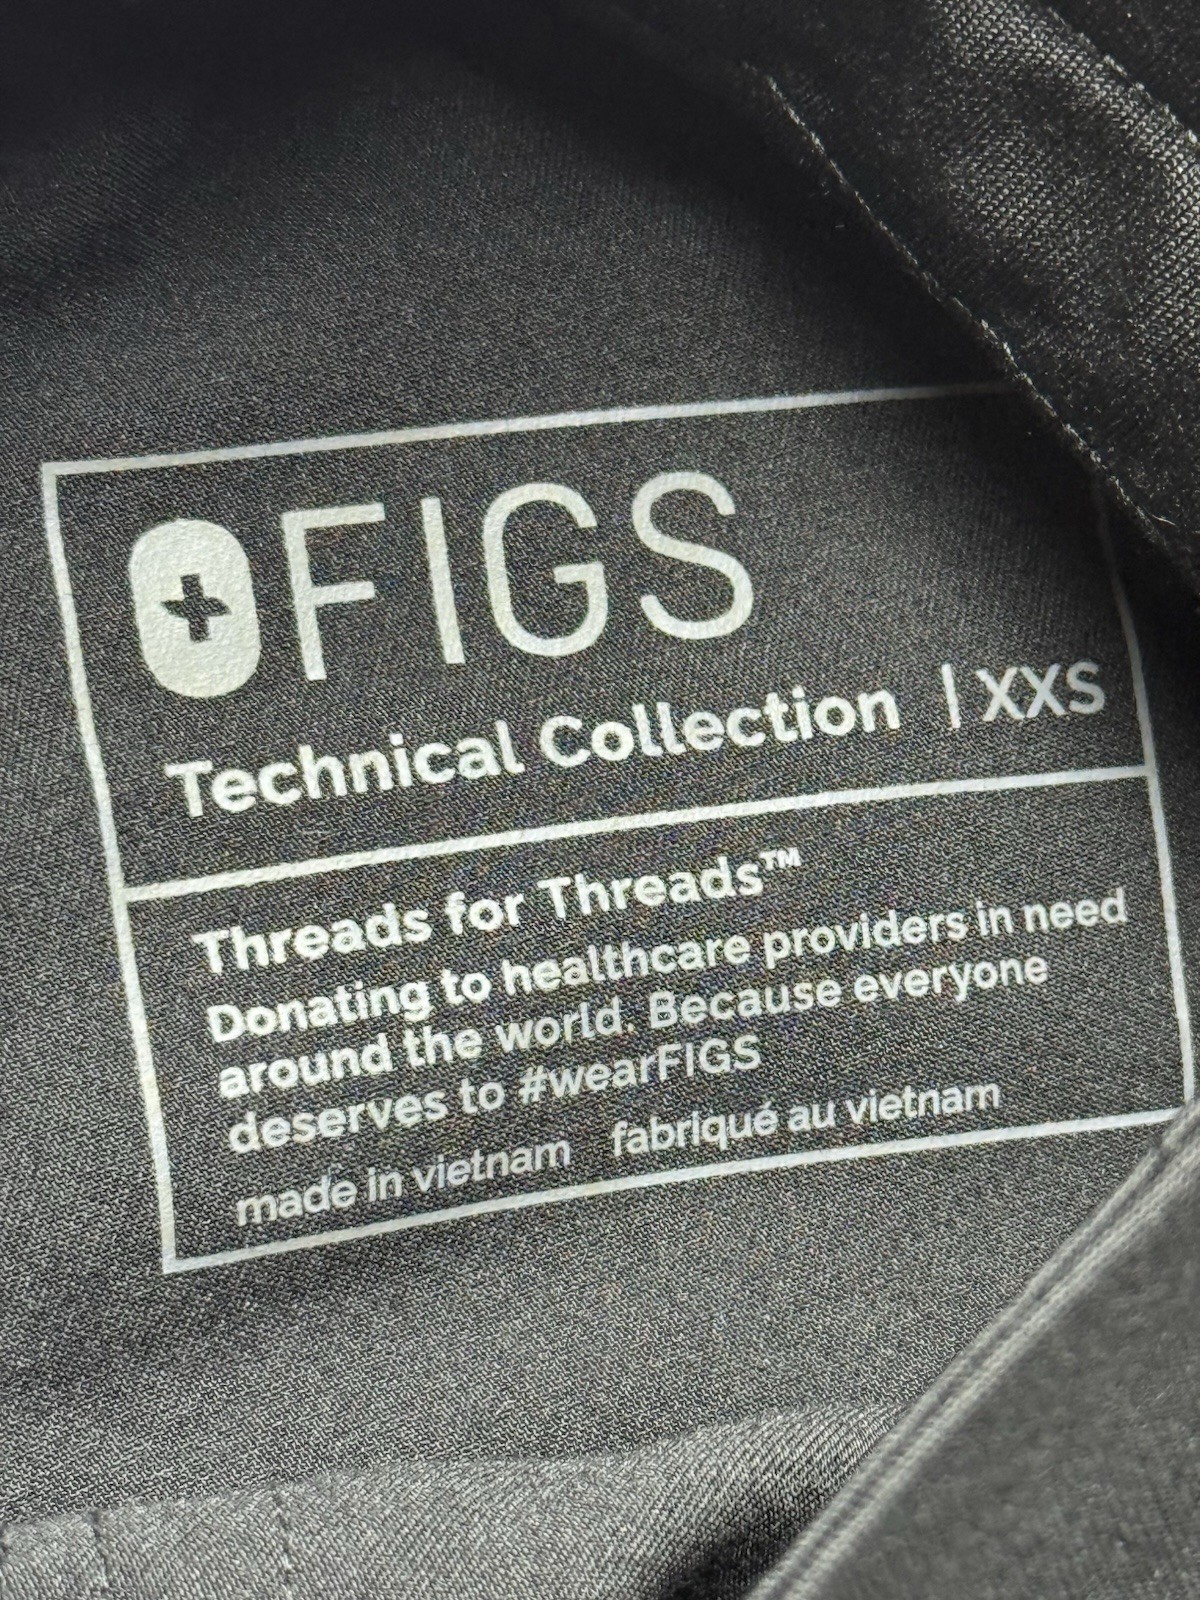 FIGS
Technical Collection | XXS
Threads for Threads™
Donating to healthcare providers in need
around the world. Because everyone
deserves to #wearFIGS
made in vietnam fabriqué au vietnam